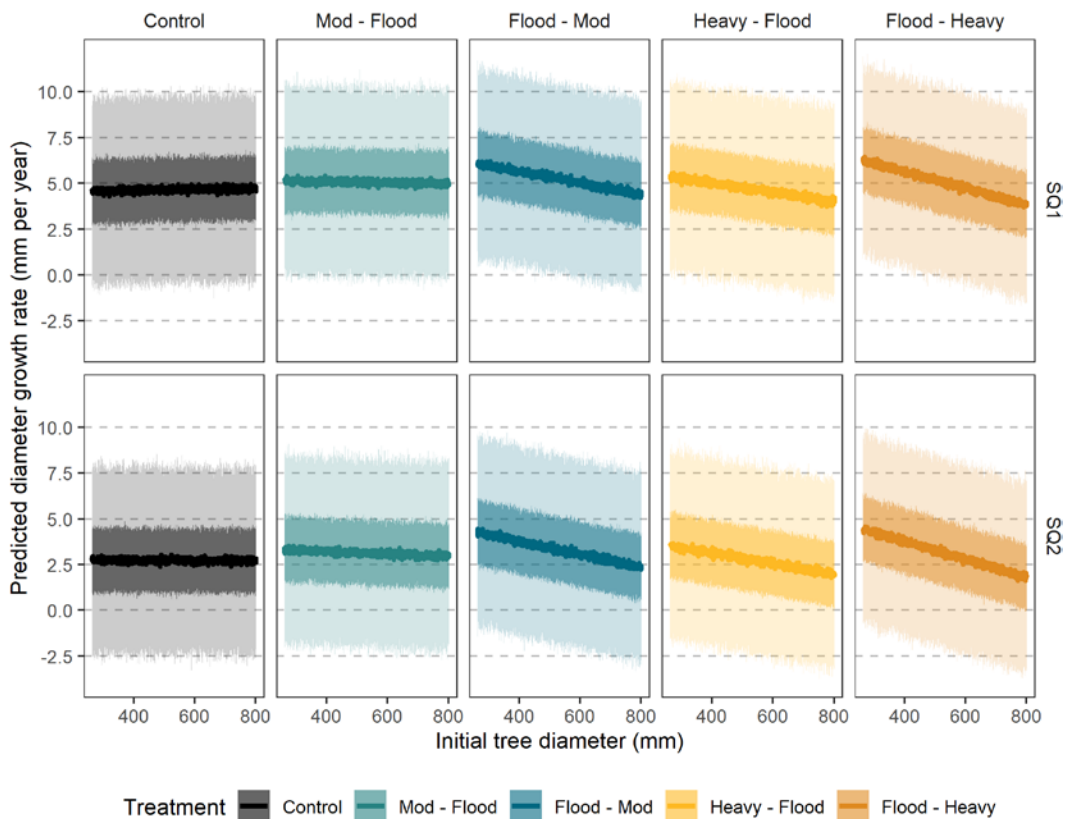 Control Mod - Flood Flood - Mod Heavy - Flood Flood - Heavy
Predicted diameter growth rate (mm per year)
10.0
7.5
5.0
2.5
0.0
-2.5
SQ1
10.0
7.5
5.0
2.5
0.0
-2.5
SQ2
400 600 800 400 600 800 400 600 800 400 600 800 400 600 800
Initial tree diameter (mm)
Treatment Control Mod - Flood Flood - Mod Heavy - Flood Flood - Heavy